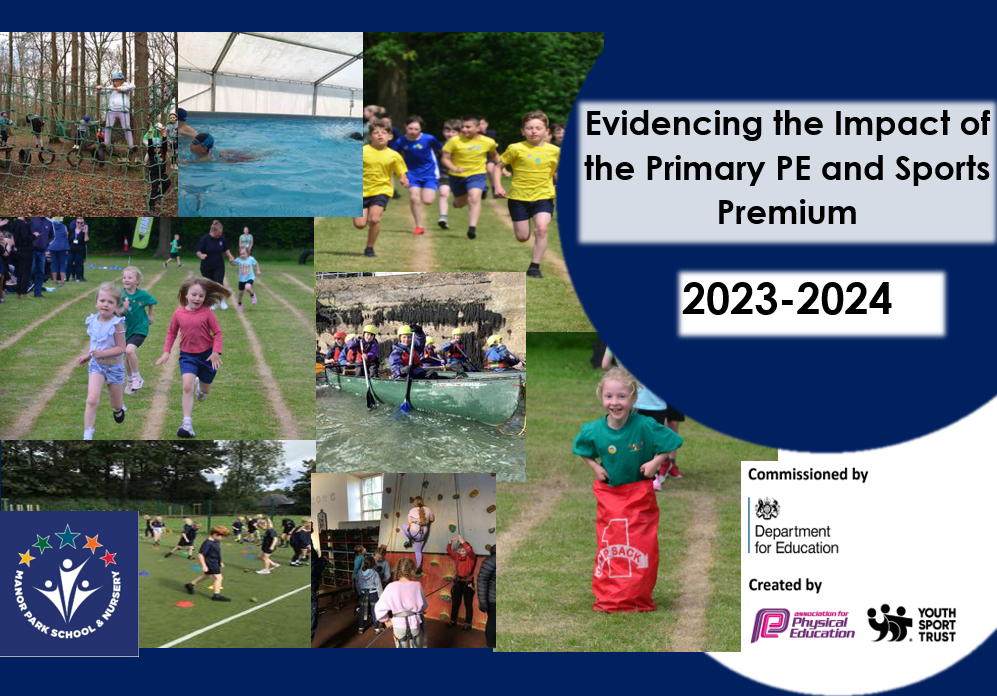 Evidencing the Impact of
the Primary PE and Sports
Premium
2023-2024
Commissioned by
Department
for Education
Created by
association for
Physical
Education
YOUTH
SPORT
TRUST
MANOR PARK SCHOOL & NURSERY